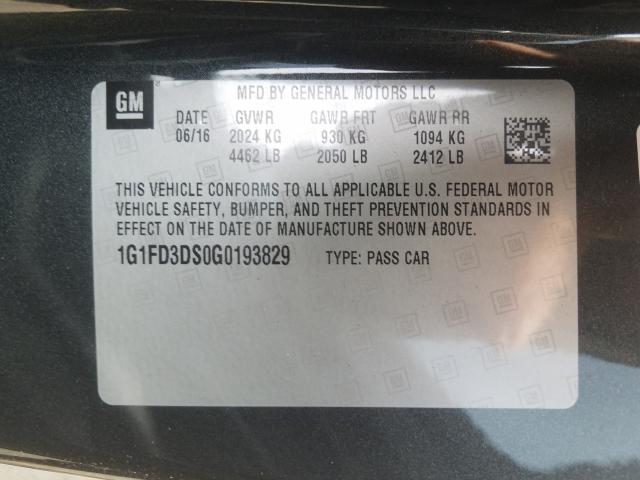 GM
MFD BY GENERAL MOTORS LLC
DATE GVWR GAWR FRT GAWR RR
06/16 2024 KG 930 KG 1094 KG
4462 LB 2050 LB 2412 LB
THIS VEHICLE CONFORMS TO ALL APPLICABLE U.S. FEDERAL MOTOR
VEHICLE SAFETY, BUMPER, AND THEFT PREVENTION STANDARDS IN
EFFECT ON THE DATE OF MANUFACTURE SHOWN ABOVE.
1G1FD3DS0G0193829 TYPE: PASS CAR